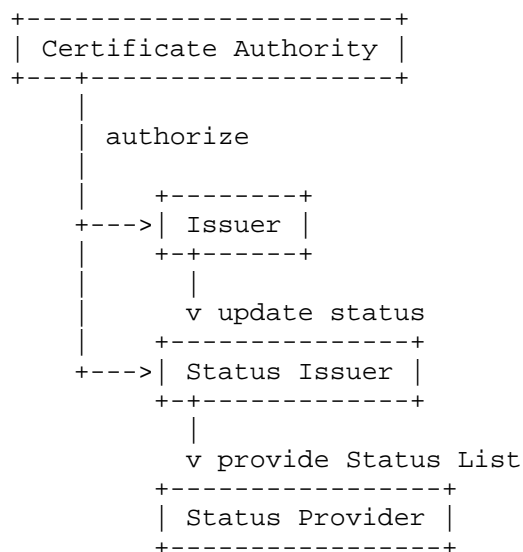 Certificate Authority
authorize
Issuer
update status
Status Issuer
provide Status List
Status Provider